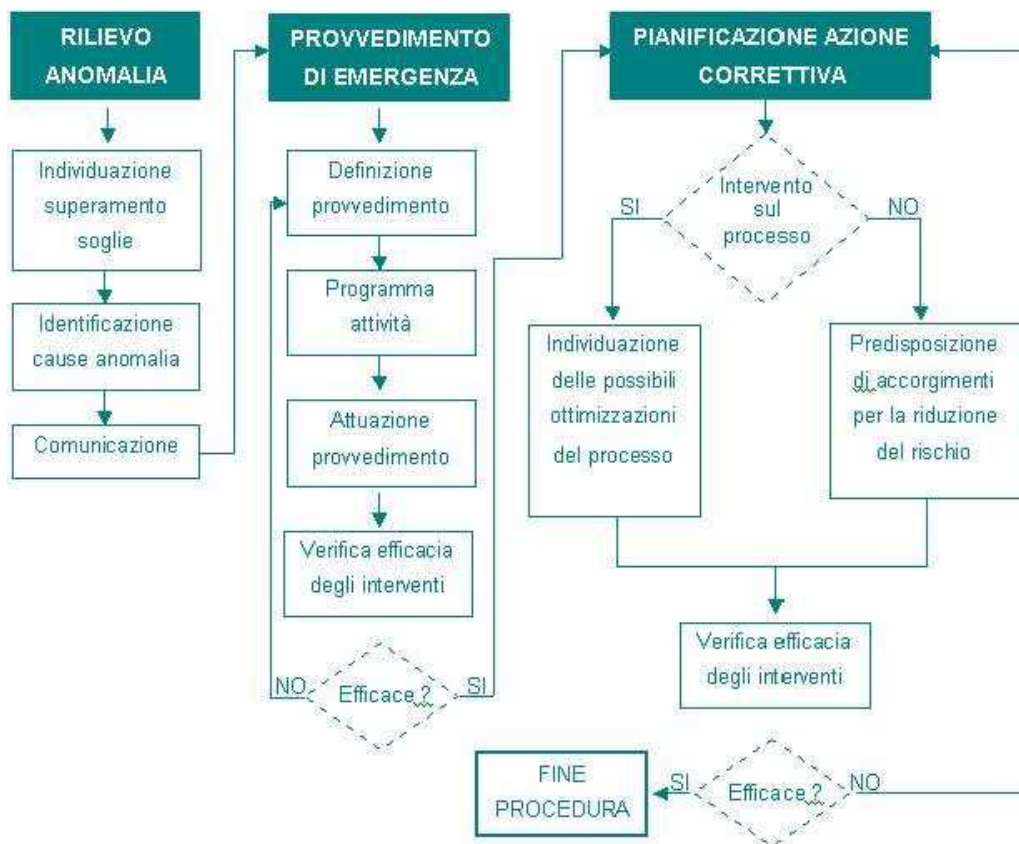 RILIEVO
ANOMALIA
Individuazione
superamento
soglie
Identificazione
cause anomalia
Comunicazione
PROVVEDIMENTO
DI EMERGENZA
Definizione
provvedimento
Programma
attività
Attuazione
provvedimento
Verifica efficacia
degli interventi
NO
Efficace ?
SI
PIANIFICAZIONE AZIONE
CORRETTIVA
Intervento
sul
processo
SI
NO
Individuazione
delle possibili
ottimizzazioni
del processo
Predisposizione
di accorgimenti
per la riduzione
del rischio
Verifica efficacia
degli interventi
SI
Efficace ?
NO
FINE
PROCEDURA